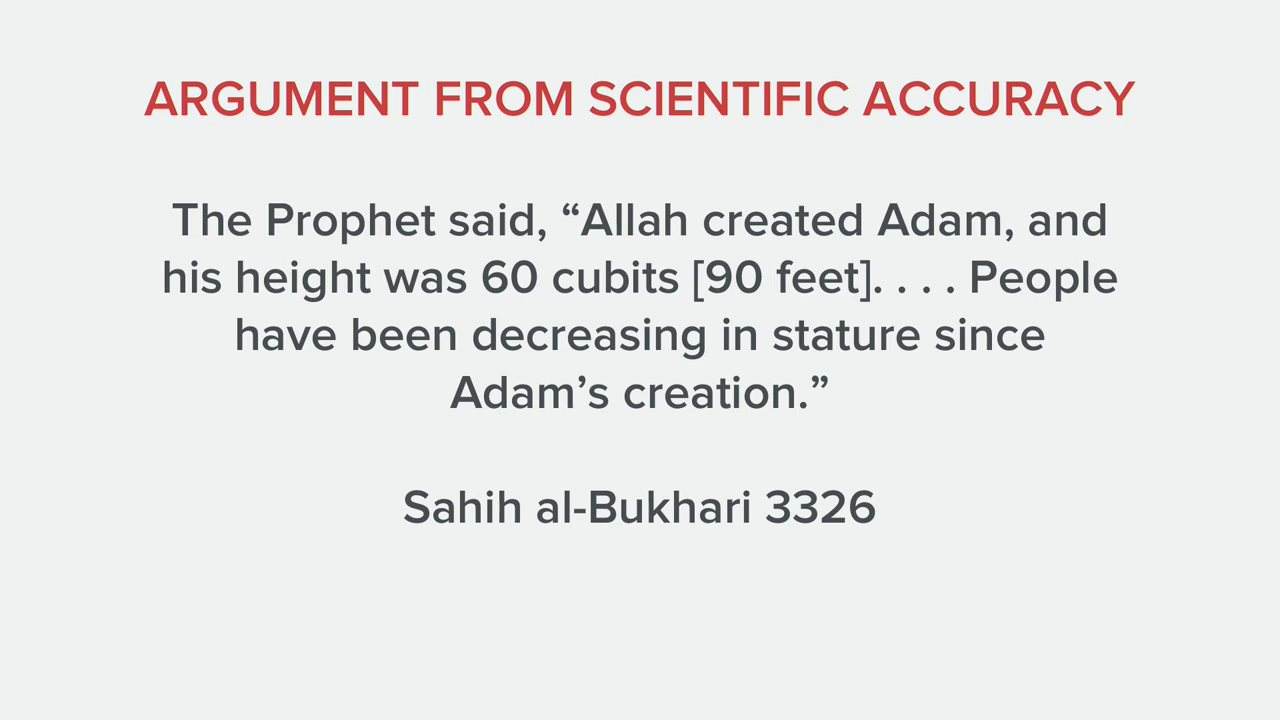 ARGUMENT FROM SCIENTIFIC ACCURACY
The Prophet said, “Allah created Adam, and
his height was 60 cubits [90 feet]. . . . People
have been decreasing in stature since
Adam’s creation.”
Sahih al-Bukhari 3326